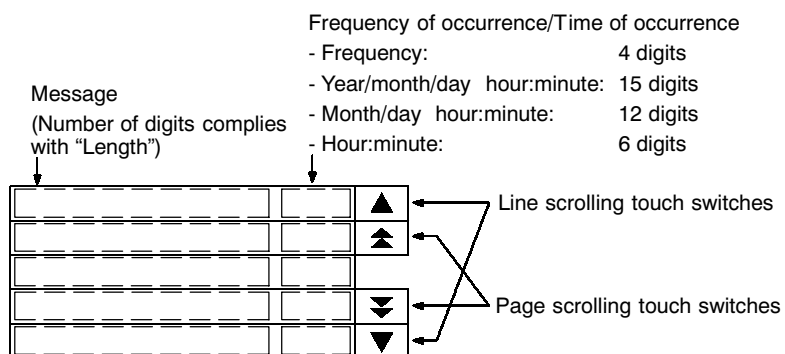 Frequency of occurrence/Time of occurrence
- Frequency: 4 digits
- Year/month/day hour:minute: 15 digits
- Month/day hour:minute: 12 digits
- Hour:minute: 6 digits
Message
(Number of digits complies
with “Length”)
Line scrolling touch switches
Page scrolling touch switches